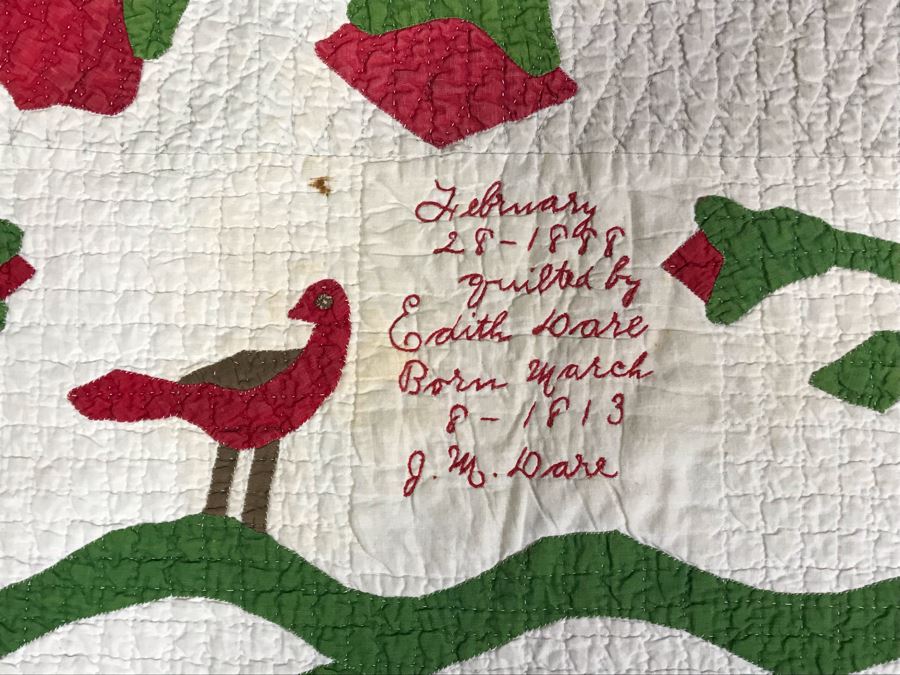 February
28-1888
quilted by
Edith Dare
Born March
8-1813
J. M. Dare